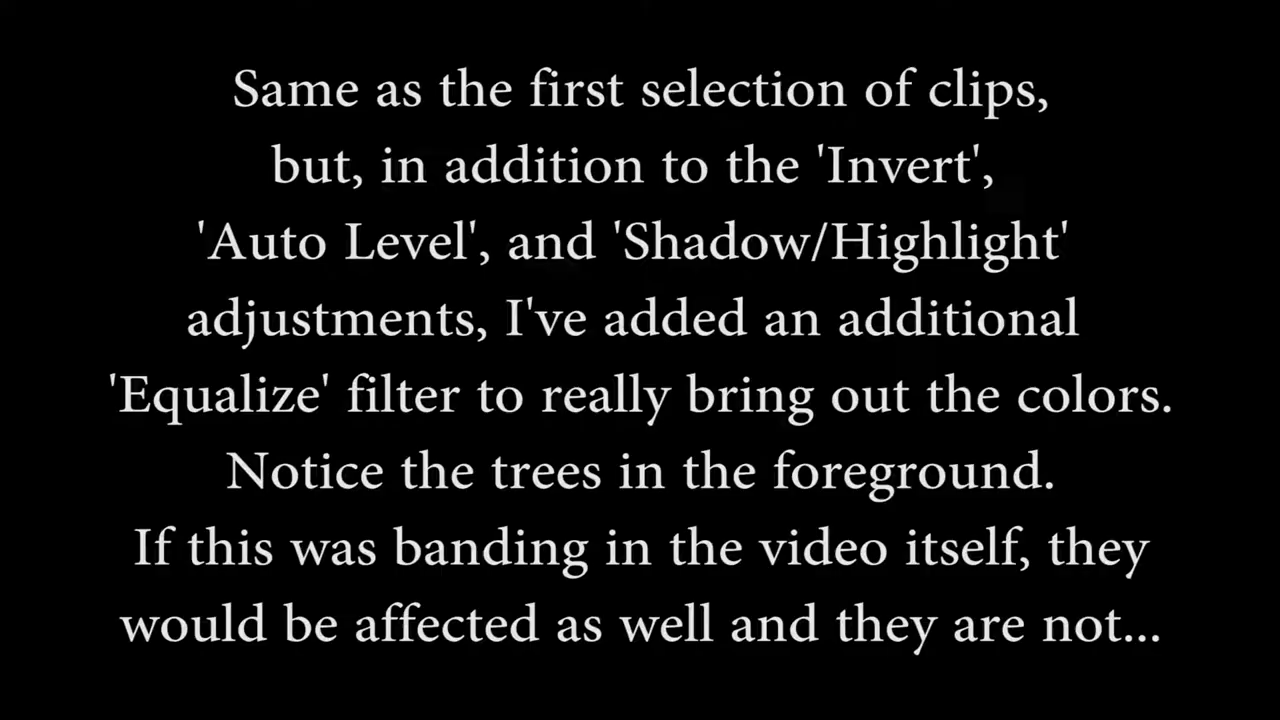 Same as the first selection of clips,
but, in addition to the 'Invert',
'Auto Level', and 'Shadow/Highlight'
adjustments, I've added an additional
'Equalize' filter to really bring out the colors.
Notice the trees in the foreground.
If this was banding in the video itself, they
would be affected as well and they are not...